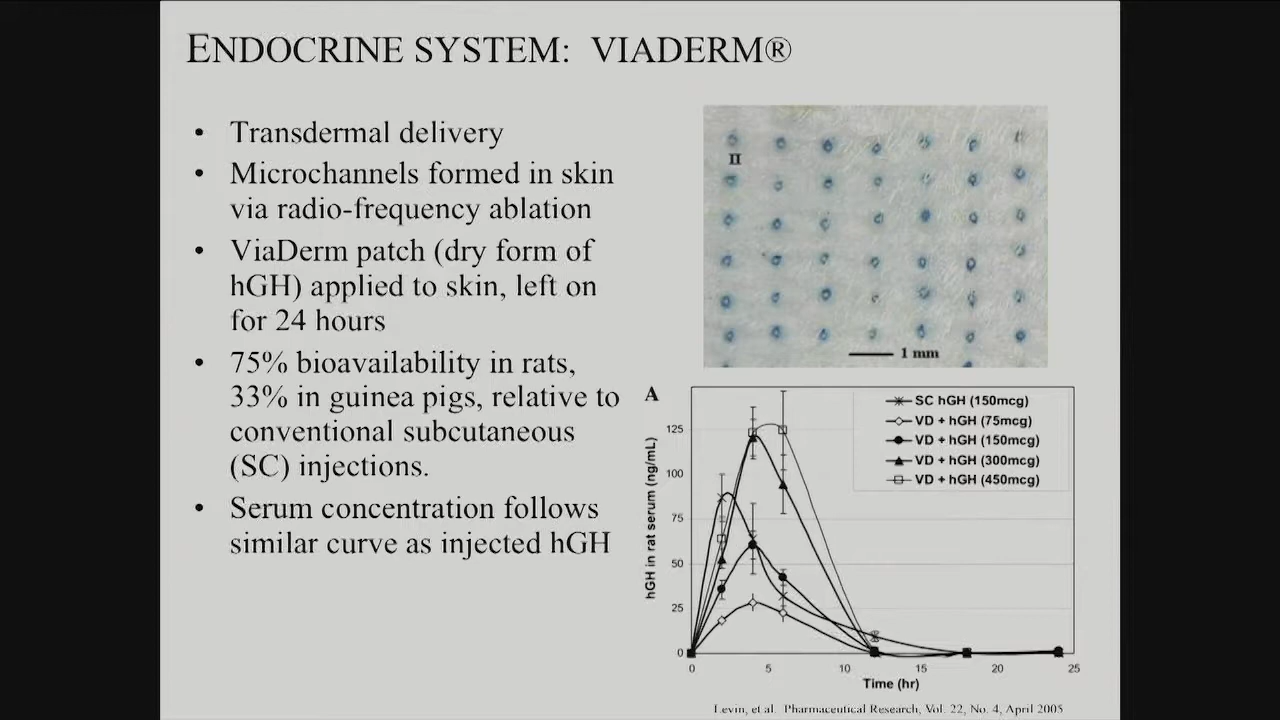 ENDOCRINE SYSTEM: VIADERM®
• Transdermal delivery
• Microchannels formed in skin
via radio-frequency ablation
• ViaDerm patch (dry form of
hGH) applied to skin, left on
for 24 hours
• 75% bioavailability in rats,
33% in guinea pigs, relative to
conventional subcutaneous
(SC) injections.
• Serum concentration follows
similar curve as injected hGH
II
1 mm
A
SC hGH (150mcg)
VD + hGH (75mcg)
VD + hGH (150mcg)
VD + hGH (300mcg)
VD + hGH (450mcg)
hGH in rat serum (ng/mL)
125
100
75
50
25
0
0 5 10 15 20 25
Time (hr)
Levin, et al. Pharmaceutical Research, Vol. 22, No. 4, April 2005